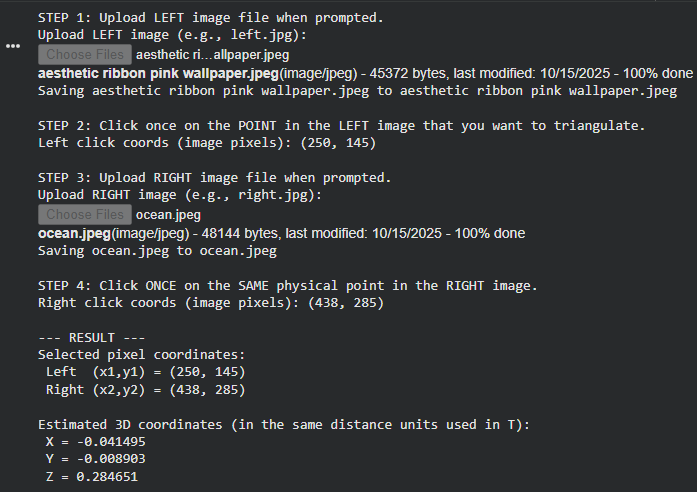 STEP 1: Upload LEFT image file when prompted.
Upload LEFT image (e.g., left.jpg):
Choose Files aesthetic ri...allpaper.jpeg
aesthetic ribbon pink wallpaper.jpeg(image/jpeg) - 45372 bytes, last modified: 10/15/2025 - 100% done
Saving aesthetic ribbon pink wallpaper.jpeg to aesthetic ribbon pink wallpaper.jpeg
STEP 2: Click once on the POINT in the LEFT image that you want to triangulate.
Left click coords (image pixels): (250, 145)
STEP 3: Upload RIGHT image file when prompted.
Upload RIGHT image (e.g., right.jpg):
Choose Files ocean.jpeg
ocean.jpeg(image/jpeg) - 48144 bytes, last modified: 10/15/2025 - 100% done
Saving ocean.jpeg to ocean.jpeg
STEP 4: Click ONCE on the SAME physical point in the RIGHT image.
Right click coords (image pixels): (438, 285)
--- RESULT ---
Selected pixel coordinates:
Left (x1,y1) = (250, 145)
Right (x2,y2) = (438, 285)
Estimated 3D coordinates (in the same distance units used in T):
X = -0.041495
Y = -0.008903
Z = 0.284651